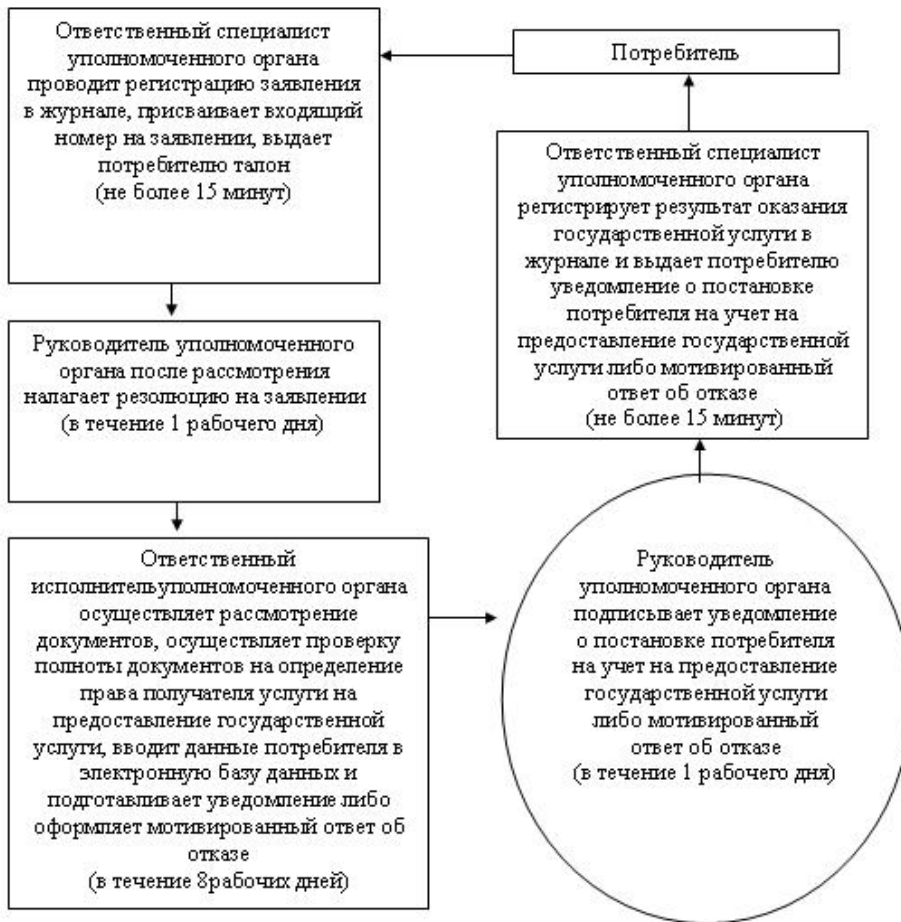 Ответственный специалист
уполномоченного органа
проводит регистрацию заявления
в журнале, присваивает входящий
номер на заявлении, выдает
потребителю талон
(не более 15 минут)
Потребитель
Ответственный специалист
уполномоченного органа
регистрирует результат оказания
государственной услуги в
журнале и выдает потребителю
уведомление о постановке
потребителя на учет на
предоставление государственной
услуги либо мотивированный
ответ об отказе
(не более 15 минут)
Руководитель уполномоченного
органа после рассмотрения
налагает резолюцию на заявлении
(в течение 1 рабочего дня)
Ответственный
исполнительуполномоченного органа
осуществляет рассмотрение
документов, осуществляет проверку
полноты документов на определение
права получателя услуги на
предоставление государственной
услуги, вводит данные потребителя в
электронную базу данных и
подготавливает уведомление либо
оформляет мотивированный ответ об
отказе
(в течение 8рабочих дней)
Руководитель
уполномоченного органа
подписывает уведомление
о постановке потребителя
на учет на предоставление
государственной услуги
либо мотивированный
ответ об отказе
(в течение 1 рабочего дня)